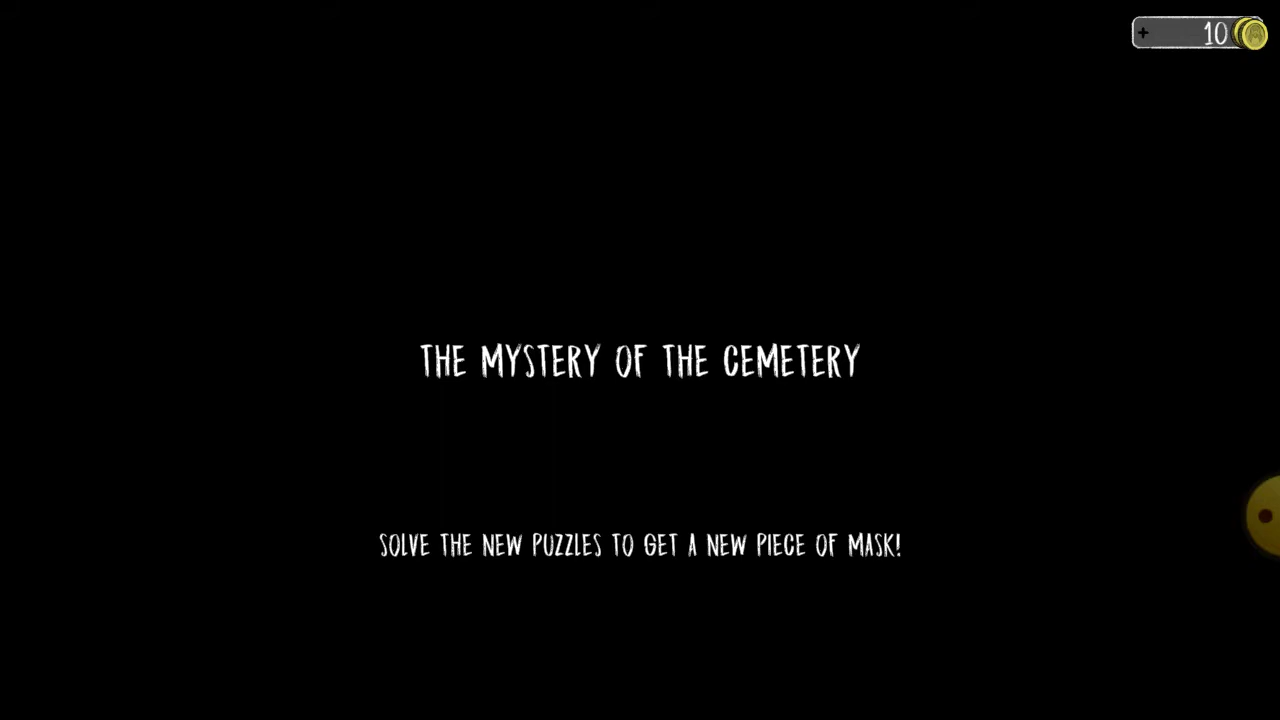 10
THE MYSTERY OF THE CEMETERY
SOLVE THE NEW PUZZLES TO GET A NEW PIECE OF MASK!